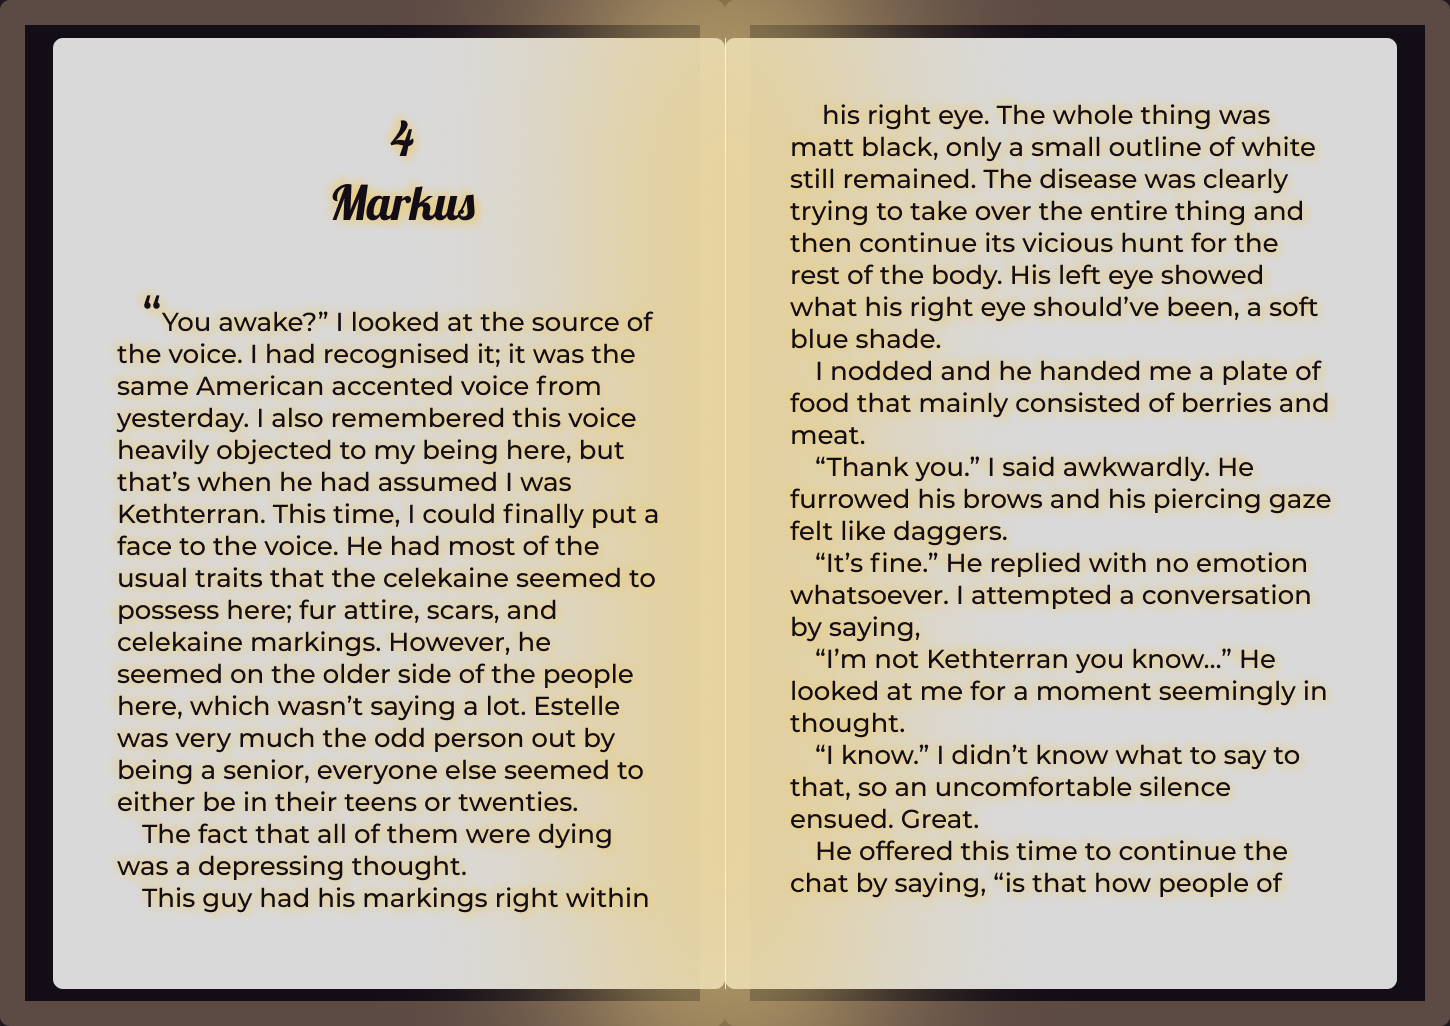 4
Markus
“You awake?” I looked at the source of
the voice. I had recognised it; it was the
same American accented voice from
yesterday. I also remembered this voice
heavily objected to my being here, but
that’s when he had assumed I was
Kethterran. This time, I could finally put a
face to the voice. He had most of the
usual traits that the celekaine seemed to
possess here; fur attire, scars, and
celekaine markings. However, he
seemed on the older side of the people
here, which wasn’t saying a lot. Estelle
was very much the odd person out by
being a senior, everyone else seemed to
either be in their teens or twenties.
The fact that all of them were dying
was a depressing thought.
This guy had his markings right within
his right eye. The whole thing was
matt black, only a small outline of white
still remained. The disease was clearly
trying to take over the entire thing and
then continue its vicious hunt for the
rest of the body. His left eye showed
what his right eye should’ve been, a soft
blue shade.
I nodded and he handed me a plate of
food that mainly consisted of berries and
meat.
“Thank you.” I said awkwardly. He
furrowed his brows and his piercing gaze
felt like daggers.
“It’s fine.” He replied with no emotion
whatsoever. I attempted a conversation
by saying,
“I’m not Kethterran you know…” He
looked at me for a moment seemingly in
thought.
“I know.” I didn’t know what to say to
that, so an uncomfortable silence
ensued. Great.
He offered this time to continue the
chat by saying, “is that how people of